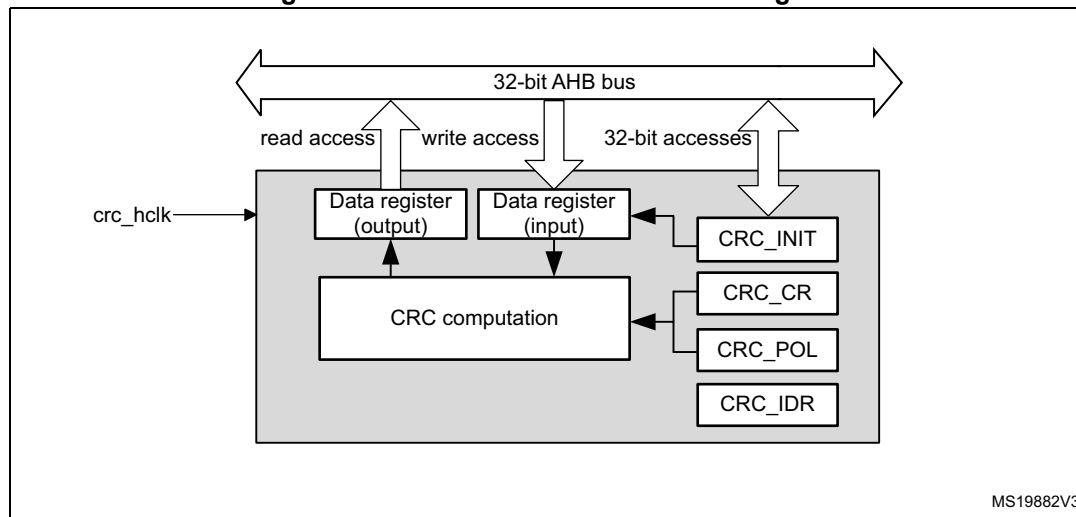 32-bit AHB bus
read access
write access
32-bit accesses
crc_hclk
Data register
(output)
Data register
(input)
CRC_INIT
CRC_CR
CRC computation
CRC_POL
CRC_IDR
MS19882V3